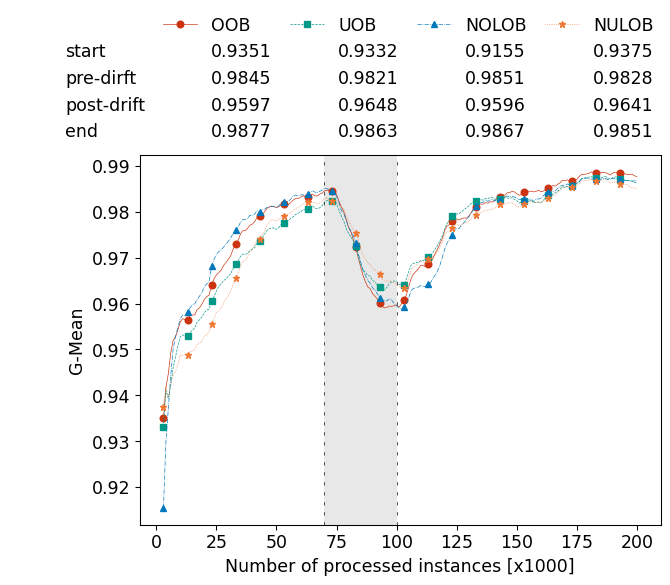 OOB UOB NOLOB NULOB
start 0.9351 0.9332 0.9155 0.9375
pre-dirft 0.9845 0.9821 0.9851 0.9828
post-drift 0.9597 0.9648 0.9596 0.9641
end 0.9877 0.9863 0.9867 0.9851
0.99
0.98
0.97
0.96
0.95
0.94
0.93
0.92
G-Mean
0 25 50 75 100 125 150 175 200
Number of processed instances [x1000]